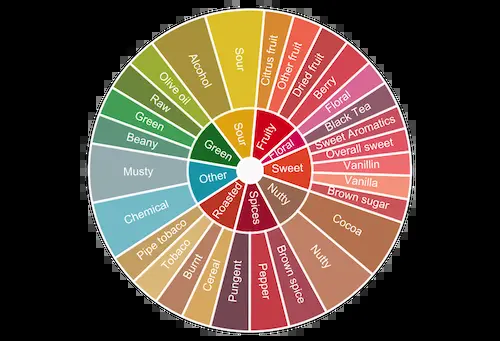 Citrus fruit
Other fruit
Dried fruit
Berry
Floral
Black Tea
Sweet Aromatics
Overall sweet
Vanillin
Vanilla
Brown sugar
Cocoa
Nutty
Brown spice
Pepper
Pungent
Cereal
Burnt
Tobaco
Pipe tobaco
Chemical
Musty
Beany
Green
Raw
Olive oil
Alcohol
Sour
Fruity
Floral
Sweet
Nutty
Spices
Roasted
Other
Green
Sour